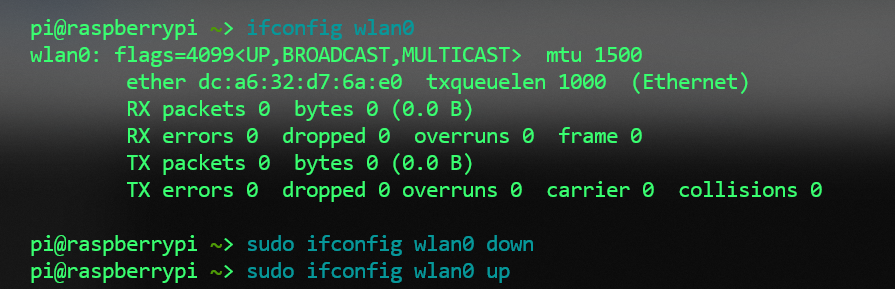 pi@raspberrypi ~> ifconfig wlan0
wlan0: flags=4099<UP,BROADCAST,MULTICAST>  mtu 1500
        ether dc:a6:32:d7:6a:e0  txqueuelen 1000  (Ethernet)
        RX packets 0  bytes 0 (0.0 B)
        RX errors 0  dropped 0  overruns 0  frame 0
        TX packets 0  bytes 0 (0.0 B)
        TX errors 0  dropped 0 overruns 0  carrier 0  collisions 0
pi@raspberrypi ~> sudo ifconfig wlan0 down
pi@raspberrypi ~> sudo ifconfig wlan0 up